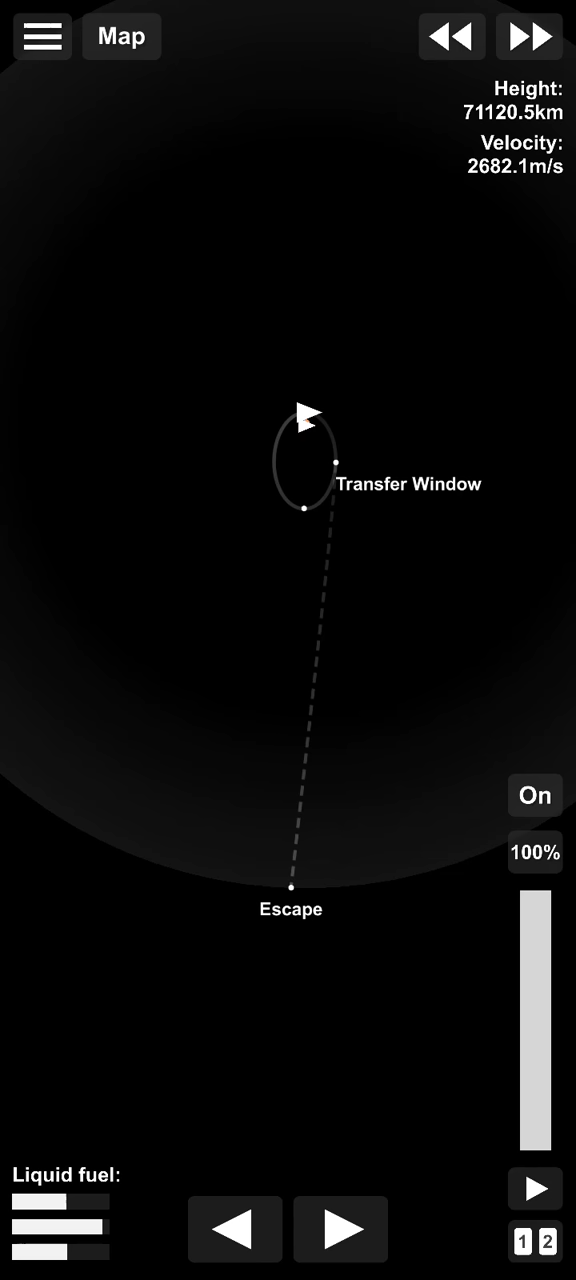 Map
Height:
71120.5km
Velocity:
2682.1m/s
Transfer Window
On
100%
Escape
Liquid fuel:
1 2